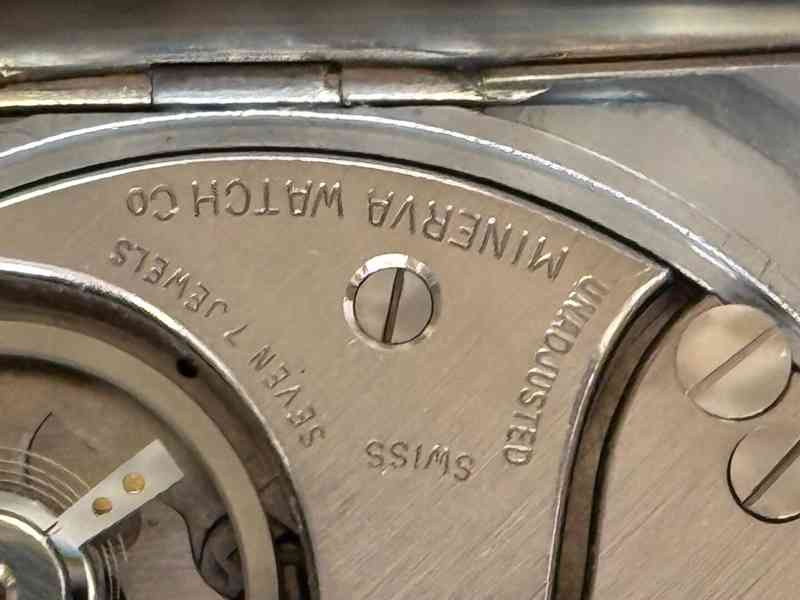 MINERVA WATCH CO
UNADJUSTED
SWISS
SEVEN 7 JEWELS